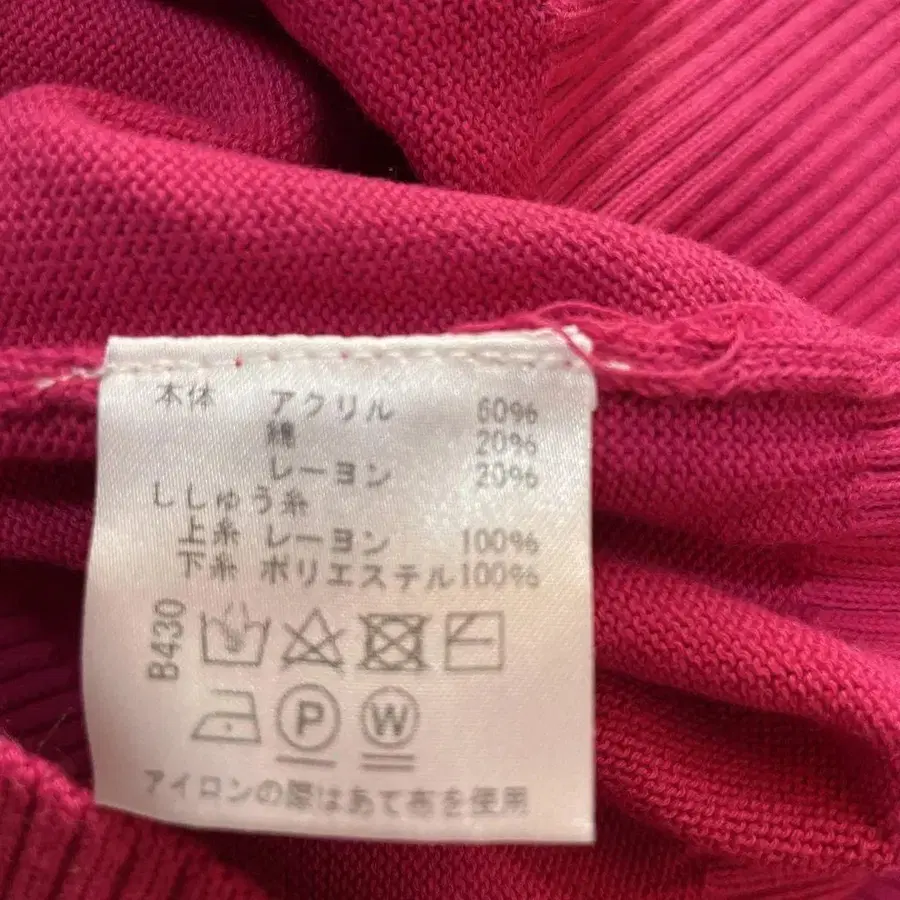 本体 アクリル 60%
綿 20%
レーヨン 20%
ししゅう糸
上糸 レーヨン 100%
下糸 ポリエステル100%
B430
P W
アイロンの際はあて布を使用